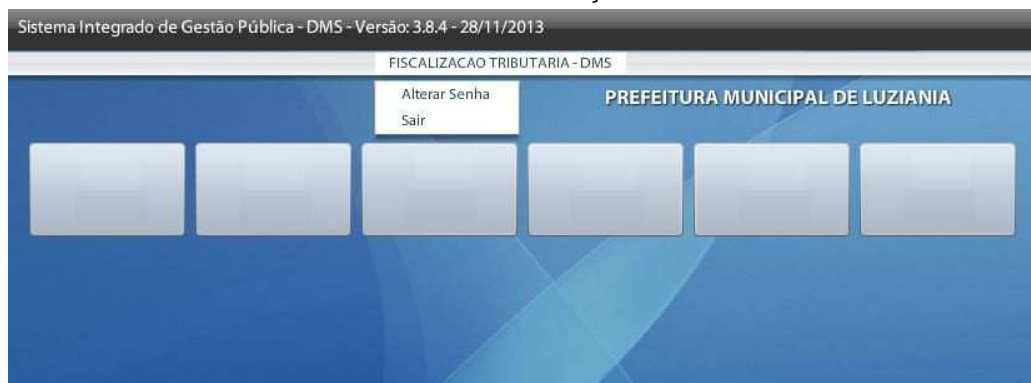 Sistema Integrado de Gestão Pública - DMS - Versão: 3.8.4 - 28/11/2013
FISCALIZACAO TRIBUTARIA - DMS
Alterar Senha
Sair
PREFEITURA MUNICIPAL DE LUZIANIA